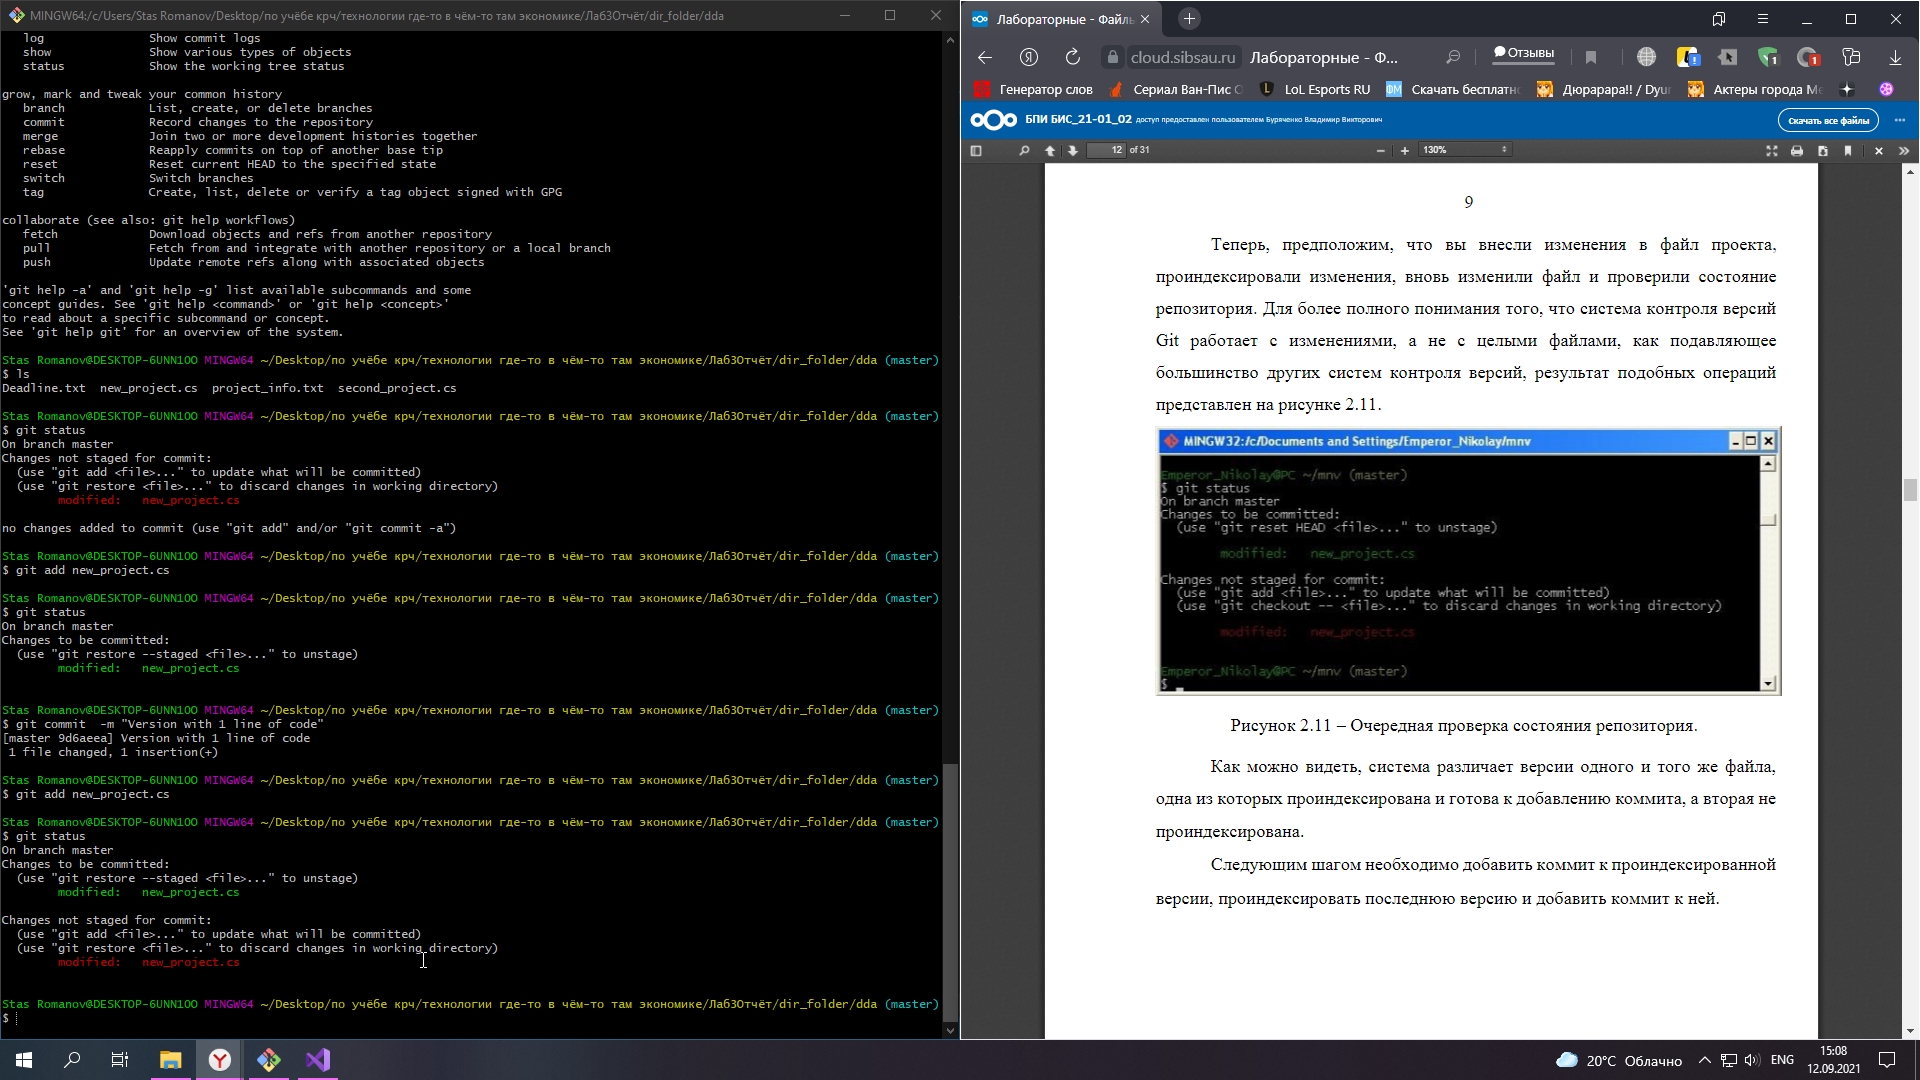 MINGW64:/c/Users/Stas Romanov/Desktop/по учёбе крч/технологии где-то в чём-то там экономике/Лаб3Отчёт/dir_folder/dda
log Show commit logs
show Show various types of objects
status Show the working tree status
grow, mark and tweak your common history
branch List, create, or delete branches
commit Record changes to the repository
merge Join two or more development histories together
rebase Reapply commits on top of another base tip
reset Reset current HEAD to the specified state
switch Switch branches
tag Create, list, delete or verify a tag object signed with GPG
collaborate (see also: git help workflows)
fetch Download objects and refs from another repository
pull Fetch from and integrate with another repository or a local branch
push Update remote refs along with associated objects
'git help -a' and 'git help -g' list available subcommands and some
concept guides. See 'git help <command>' or 'git help <concept>'
to read about a specific subcommand or concept.
See 'git help git' for an overview of the system.
Stas Romanov@DESKTOP-6UNN1OO MINGW64 ~/Desktop/по учёбе крч/технологии где-то в чём-то там экономике/Лаб3Отчёт/dir_folder/dda (master)
$ ls
Deadline.txt new_project.cs project_info.txt second_project.cs
Stas Romanov@DESKTOP-6UNN1OO MINGW64 ~/Desktop/по учёбе крч/технологии где-то в чём-то там экономике/Лаб3Отчёт/dir_folder/dda (master)
$ git status
On branch master
Changes not staged for commit:
(use "git add <file>..." to update what will be committed)
(use "git restore <file>..." to discard changes in working directory)
modified: new_project.cs
no changes added to commit (use "git add" and/or "git commit -a")
Stas Romanov@DESKTOP-6UNN1OO MINGW64 ~/Desktop/по учёбе крч/технологии где-то в чём-то там экономике/Лаб3Отчёт/dir_folder/dda (master)
$ git add new_project.cs
Stas Romanov@DESKTOP-6UNN1OO MINGW64 ~/Desktop/по учёбе крч/технологии где-то в чём-то там экономике/Лаб3Отчёт/dir_folder/dda (master)
$ git status
On branch master
Changes to be committed:
(use "git restore --staged <file>..." to unstage)
modified: new_project.cs
Stas Romanov@DESKTOP-6UNN1OO MINGW64 ~/Desktop/по учёбе крч/технологии где-то в чём-то там экономике/Лаб3Отчёт/dir_folder/dda (master)
$ git commit -m "Version with 1 line of code"
[master 9d6aeea] Version with 1 line of code
1 file changed, 1 insertion(+)
Stas Romanov@DESKTOP-6UNN1OO MINGW64 ~/Desktop/по учёбе крч/технологии где-то в чём-то там экономике/Лаб3Отчёт/dir_folder/dda (master)
$ git add new_project.cs
Stas Romanov@DESKTOP-6UNN1OO MINGW64 ~/Desktop/по учёбе крч/технологии где-то в чём-то там экономике/Лаб3Отчёт/dir_folder/dda (master)
$ git status
On branch master
Changes to be committed:
(use "git restore --staged <file>..." to unstage)
modified: new_project.cs
Changes not staged for commit:
(use "git add <file>..." to update what will be committed)
(use "git restore <file>..." to discard changes in working directory)
modified: new_project.cs
Stas Romanov@DESKTOP-6UNN1OO MINGW64 ~/Desktop/по учёбе крч/технологии где-то в чём-то там экономике/Лаб3Отчёт/dir_folder/dda (master)
$
Лабораторные - Файль
cloud.sibsau.ru Лабораторные - Ф... Отзывы
Генератор слов Сериал Ван-Пис LoL Esports RU Скачать бесплатн Дюрарара!! / Dyur Актеры города Ме
БПИ БИС_21-01_02 доступ предоставлен пользователем Буряченко Владимир Викторович Скачать все файлы
12 of 31 130%
9
Теперь, предположим, что вы внесли изменения в файл проекта,
проиндексировали изменения, вновь изменили файл и проверили состояние
репозитория. Для более полного понимания того, что система контроля версий
Git работает с изменениями, а не с целыми файлами, как подавляющее
большинство других систем контроля версий, результат подобных операций
представлен на рисунке 2.11.
MINGW32:/c/Documents and Settings/Emperor_Nikolay/mnv
Emperor_Nikolay@PC ~/mnv (master)
$ git status
On branch master
Changes to be committed:
(use "git reset HEAD <file>..." to unstage)
modified: new_project.cs
Changes not staged for commit:
(use "git add <file>..." to update what will be committed)
(use "git checkout -- <file>..." to discard changes in working directory)
modified: new_project.cs
Emperor_Nikolay@PC ~/mnv (master)
$
Рисунок 2.11 – Очередная проверка состояния репозитория.
Как можно видеть, система различает версии одного и того же файла,
одна из которых проиндексирована и готова к добавлению коммита, а вторая не
проиндексирована.
Следующим шагом необходимо добавить коммит к проиндексированной
версии, проиндексировать последнюю версию и добавить коммит к ней.
20°C Облачно ENG 15:08
12.09.2021